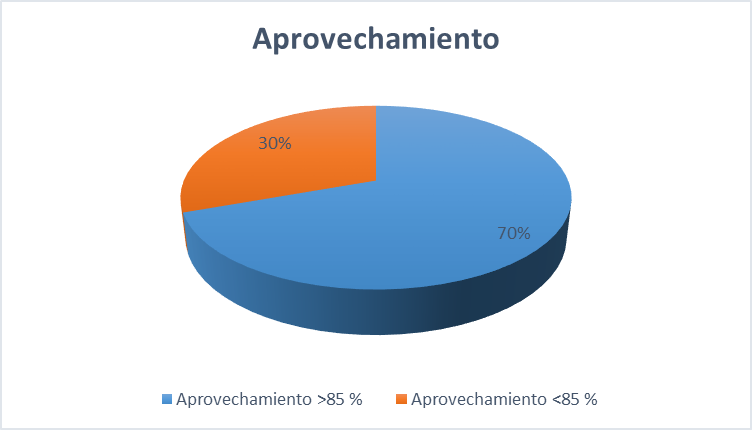 Aprovechamiento
30%
70%
Aprovechamiento >85 %
Aprovechamiento <85 %